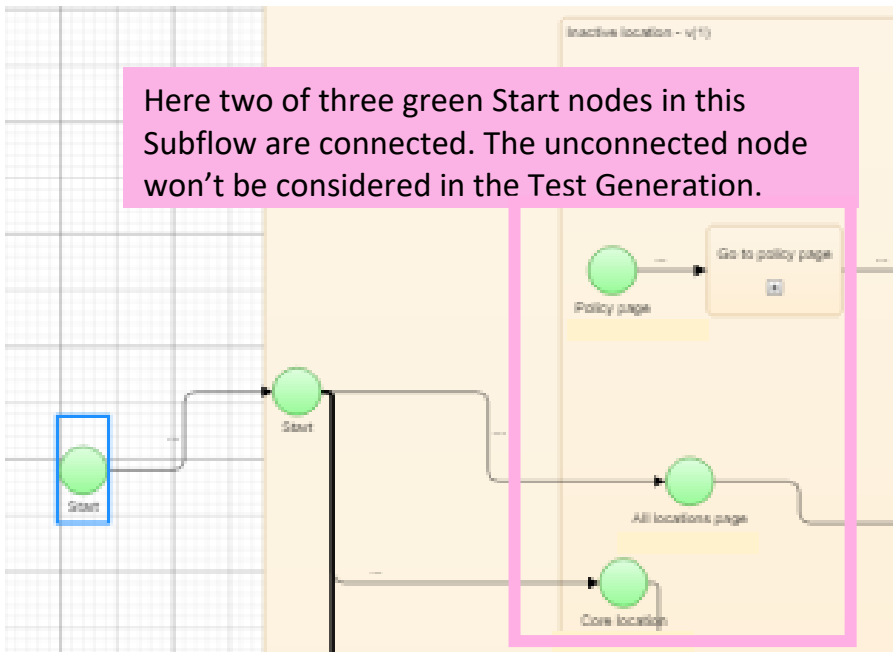 Inactive location - v(1)
Here two of three green Start nodes in this
Subflow are connected. The unconnected node
won’t be considered in the Test Generation.
Go to policy page
Policy page
Start
Start
All locations page
Core location